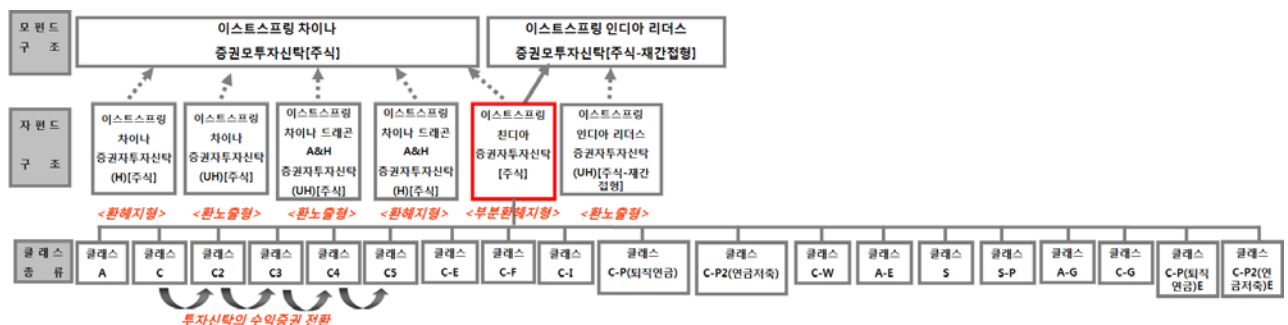 모 펀 드
구 조
이스트스프링 차이나
증권모투자신탁[주식]
이스트스프링 인디아 리더스
증권모투자신탁[주식-재간접형]
자 펀 드
구 조
이스트스프링
차이나
증권자투자신탁
(H)[주식]
이스트스프링
차이나
증권자투자신탁
(UH)[주식]
이스트스프링
차이나 드래곤
A&H
증권자투자신탁
(UH)[주식]
이스트스프링
차이나 드래곤
A&H
증권자투자신탁
(H)[주식]
이스트스프링
친디아
증권자투자신탁
[주식]
이스트스프링
인디아 리더스
증권자투자신탁
(UH)[주식-재간
접형]
<환헤지형>
<환노출형>
<환노출형>
<환헤지형>
<부분환헤지형>
<환노출형>
클 래 스
종 류
클래스
A
클래스
C
클래스
C2
클래스
C3
클래스
C4
클래스
C5
클래스
C-E
클래스
C-F
클래스
C-I
클래스
C-P(퇴직연금)
클래스
C-P2(연금저축)
클래스
C-W
클래스
A-E
클래스
S
클래스
S-P
클래스
A-G
클래스
C-G
클래스
C-P(퇴직
연금)E
클래스
C-P2(연
금저축)E
투자신탁의 수익증권 전환